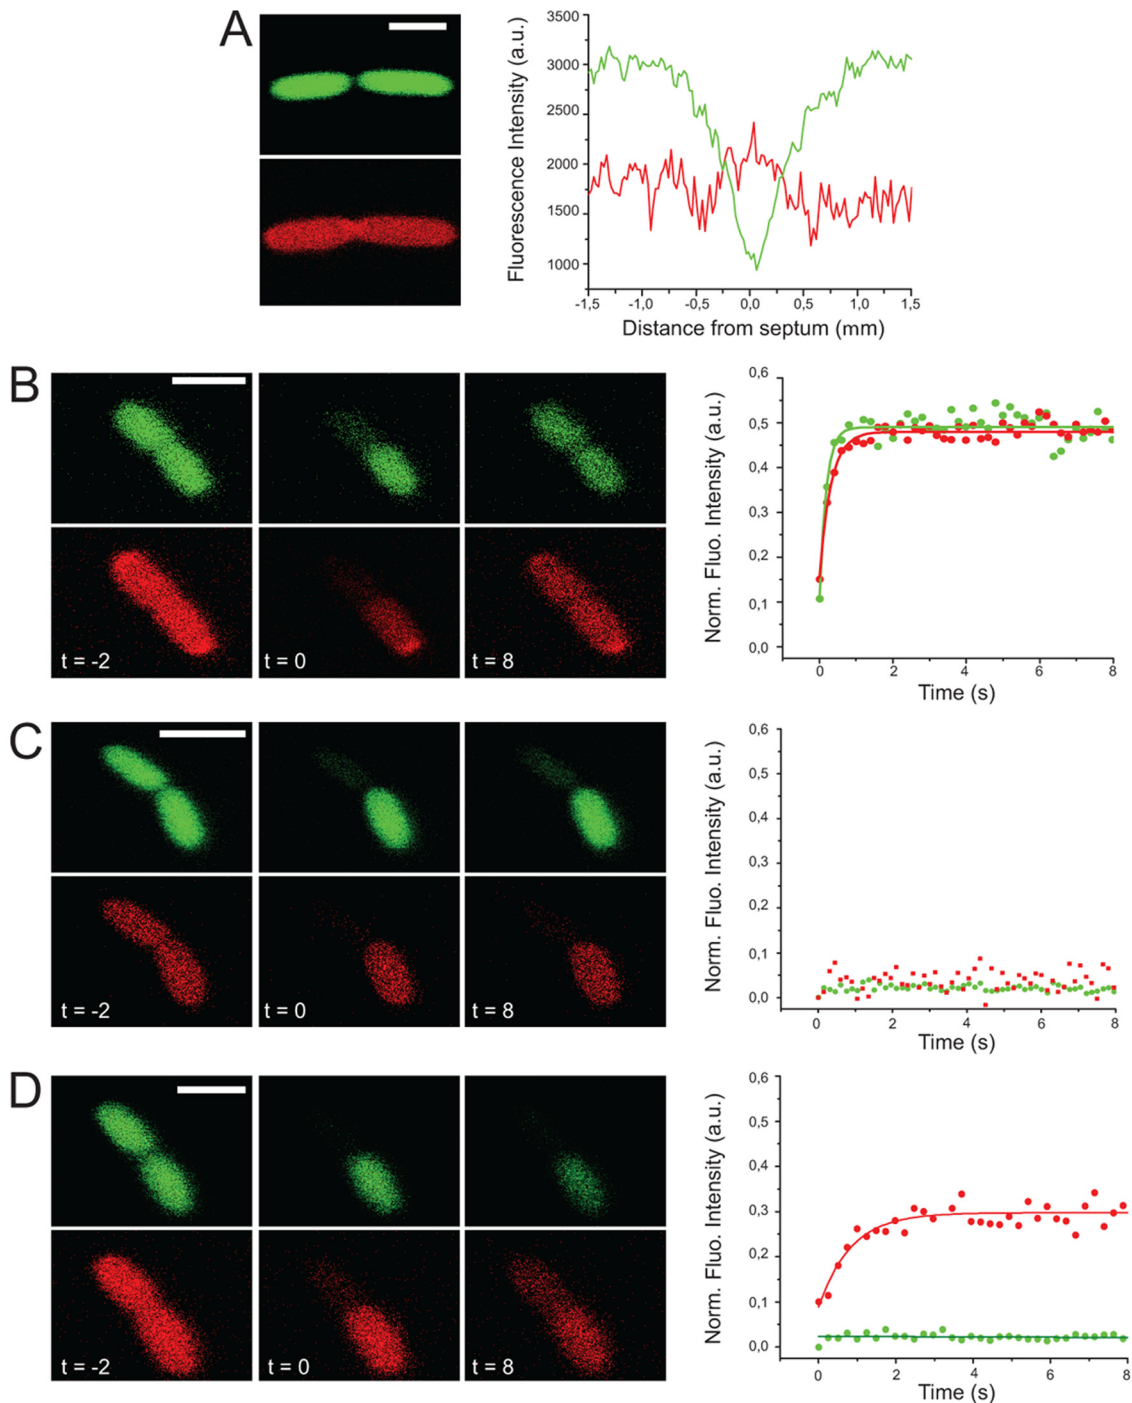 A
Fluorescence Intensity (a.u.)
3500
3000
2500
2000
1500
1000
-1,5 -1,0 -0,5 0,0 0,5 1,0 1,5
Distance from septum (mm)
B
t = -2 t = 0 t = 8
Norm. Fluo. Intensity (a.u.)
0,6
0,5
0,4
0,3
0,2
0,1
0,0
0 2 4 6 8
Time (s)
C
t = -2 t = 0 t = 8
Norm. Fluo. Intensity (a.u.)
0,6
0,5
0,4
0,3
0,2
0,1
0,0
0 2 4 6 8
Time (s)
D
t = -2 t = 0 t = 8
Norm. Fluo. Intensity (a.u.)
0,6
0,5
0,4
0,3
0,2
0,1
0,0
0 2 4 6 8
Time (s)